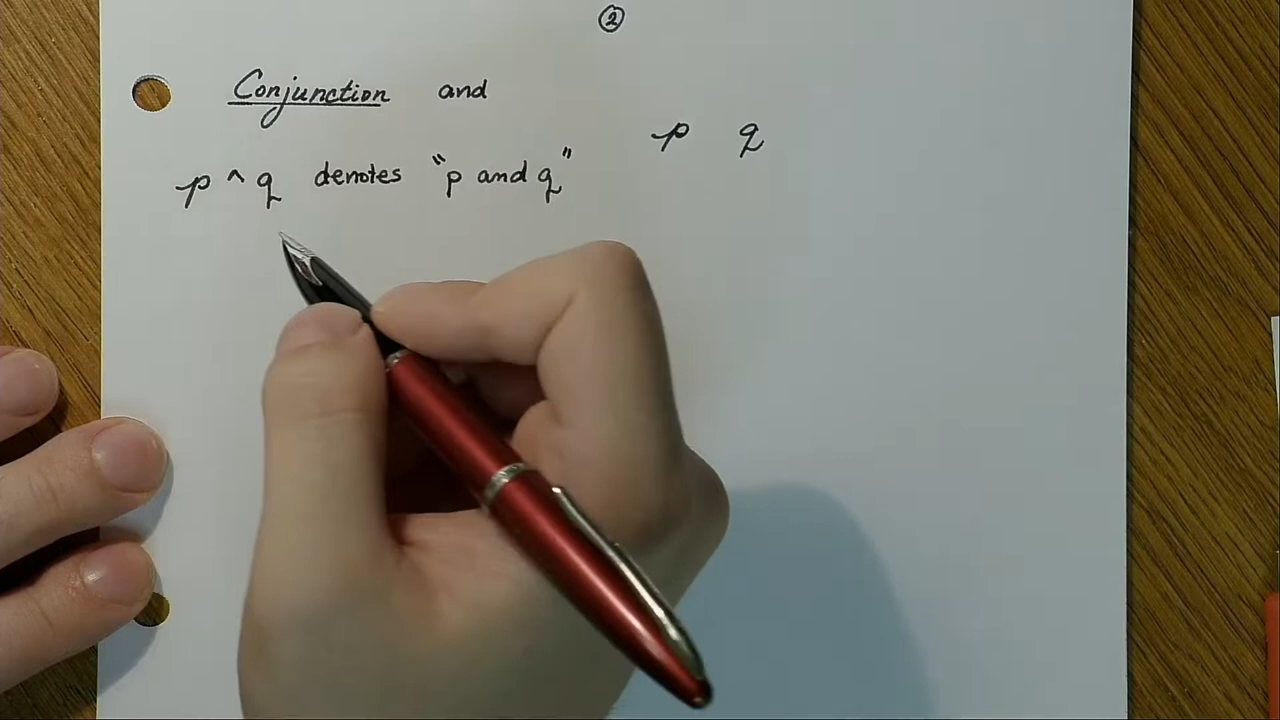 ②
Conjunction and
p q
p ^ q denotes "p and q"